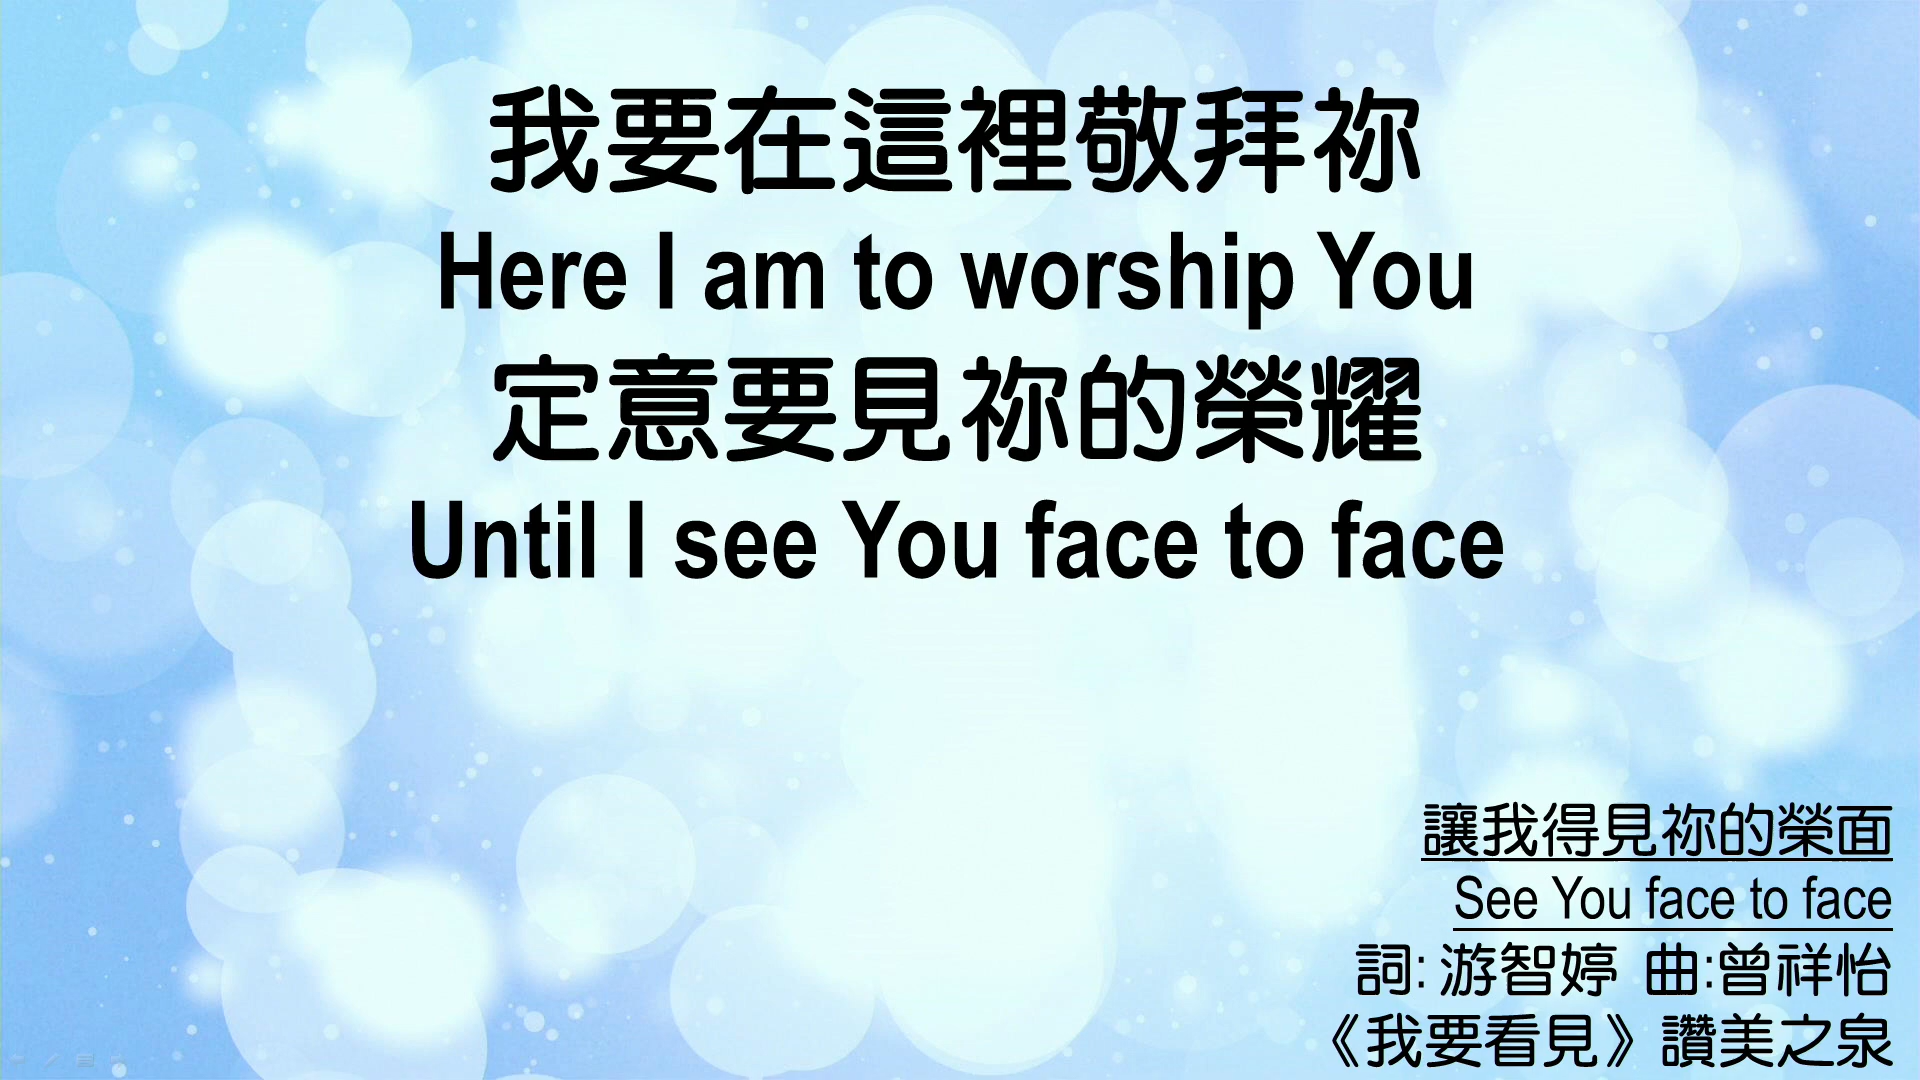 我要在這裡敬拜祢
Here I am to worship You
定意要見祢的榮耀
Until I see You face to face
讓我得見祢的榮面
See You face to face
詞: 游智婷 曲:曾祥怡
《我要看見》讚美之泉